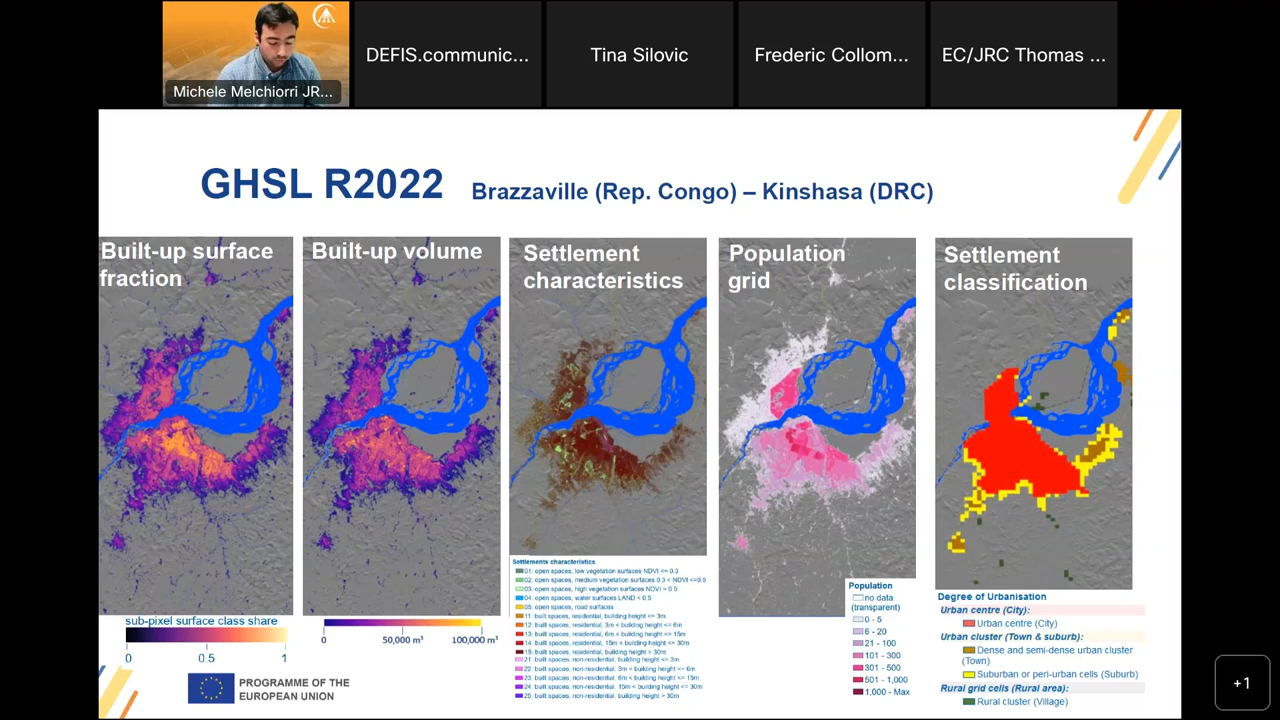 Michele Melchiorri JR...
DEFIS.communic...
Tina Silovic
Frederic Collom...
EC/JRC Thomas ...
GHSL R2022
Brazzaville (Rep. Congo) – Kinshasa (DRC)
Built-up surface
fraction
Built-up volume
Settlement
characteristics
Population
grid
Settlement
classification
sub-pixel surface class share
0
0.5
1
0
50,000 m³
100,000 m³
Settlements characteristics
01: open spaces, low vegetation surfaces NDVI <= 0.3
02: open spaces, medium vegetation surfaces 0.3 < NDVI <=0.5
03: open spaces, high vegetation surfaces NDVI > 0.5
04: open spaces, water surfaces LAND < 0.5
05: open spaces, road surfaces
11: built spaces, residential, building height <= 3m
12: built spaces, residential, 3m < building height <= 6m
13: built spaces, residential, 6m < building height <= 15m
14: built spaces, residential, 15m < building height <= 30m
15: built spaces, residential, building height > 30m
21: built spaces, non-residential, building height <= 3m
22: built spaces, non-residential, 3m < building height <= 6m
23: built spaces, non-residential, 6m < building height <= 15m
24: built spaces, non-residential, 15m < building height <= 30m
25: built spaces, non-residential, building height > 30m
Population
no data
(transparent)
0 - 5
6 - 20
21 - 100
101 - 300
301 - 500
501 - 1,000
1,000 - Max
Degree of Urbanisation
Urban centre (City):
Urban centre (City)
Urban cluster (Town & suburb):
Dense and semi-dense urban cluster
(Town)
Suburban or peri-urban cells (Suburb)
Rural grid cells (Rural area):
Rural cluster (Village)
PROGRAMME OF THE
EUROPEAN UNION
+1